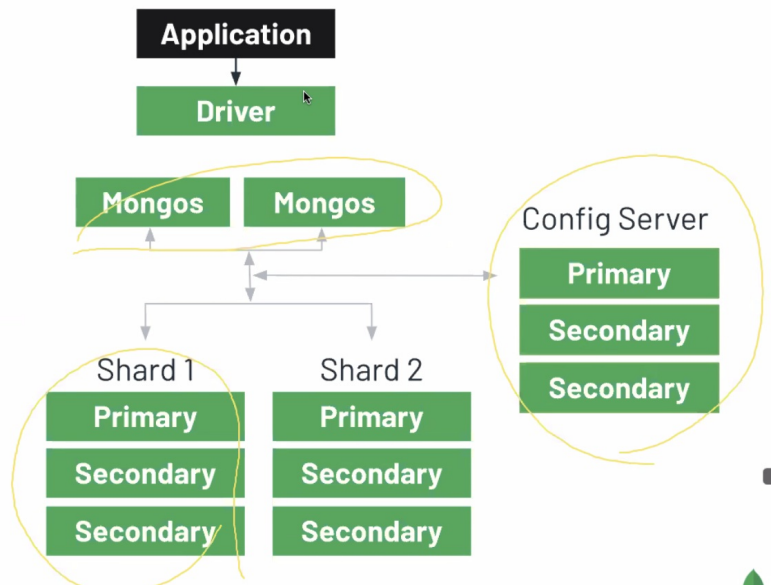 Application
Driver
Mongos
Mongos
Config Server
Primary
Secondary
Secondary
Shard 1
Primary
Secondary
Secondary
Shard 2
Primary
Secondary
Secondary